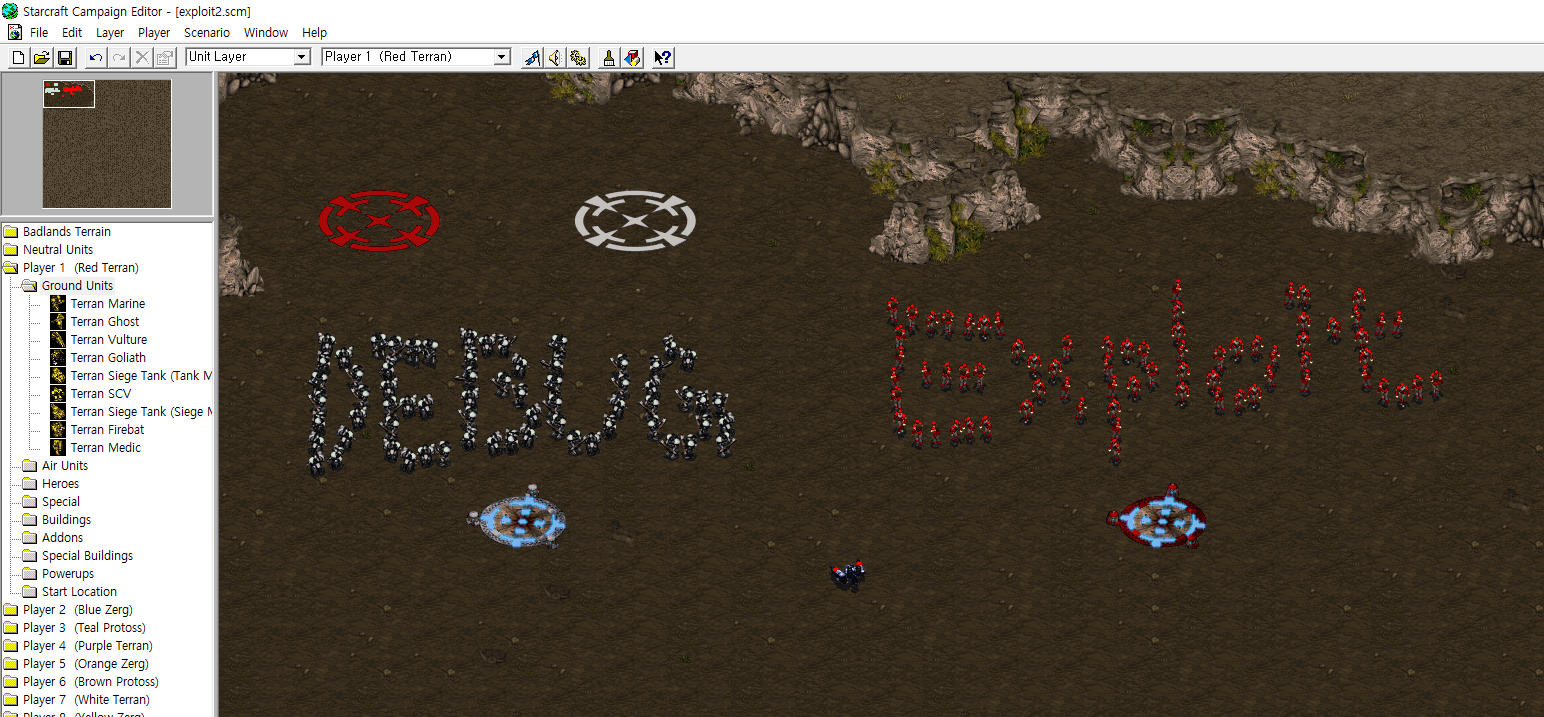 Starcraft Campaign Editor - [exploit2.scm]
File Edit Layer Player Scenario Window Help
Unit Layer Player 1 (Red Terran)
Badlands Terrain
Neutral Units
Player 1 (Red Terran)
Ground Units
Terran Marine
Terran Ghost
Terran Vulture
Terran Goliath
Terran Siege Tank (Tank M
Terran SCV
Terran Siege Tank (Siege M
Terran Firebat
Terran Medic
Air Units
Heroes
Special
Buildings
Addons
Special Buildings
Powerups
Start Location
Player 2 (Blue Zerg)
Player 3 (Teal Protoss)
Player 4 (Purple Terran)
Player 5 (Orange Zerg)
Player 6 (Brown Protoss)
Player 7 (White Terran)
Player 8 (Yellow Zerg)
DEBUG Exploit